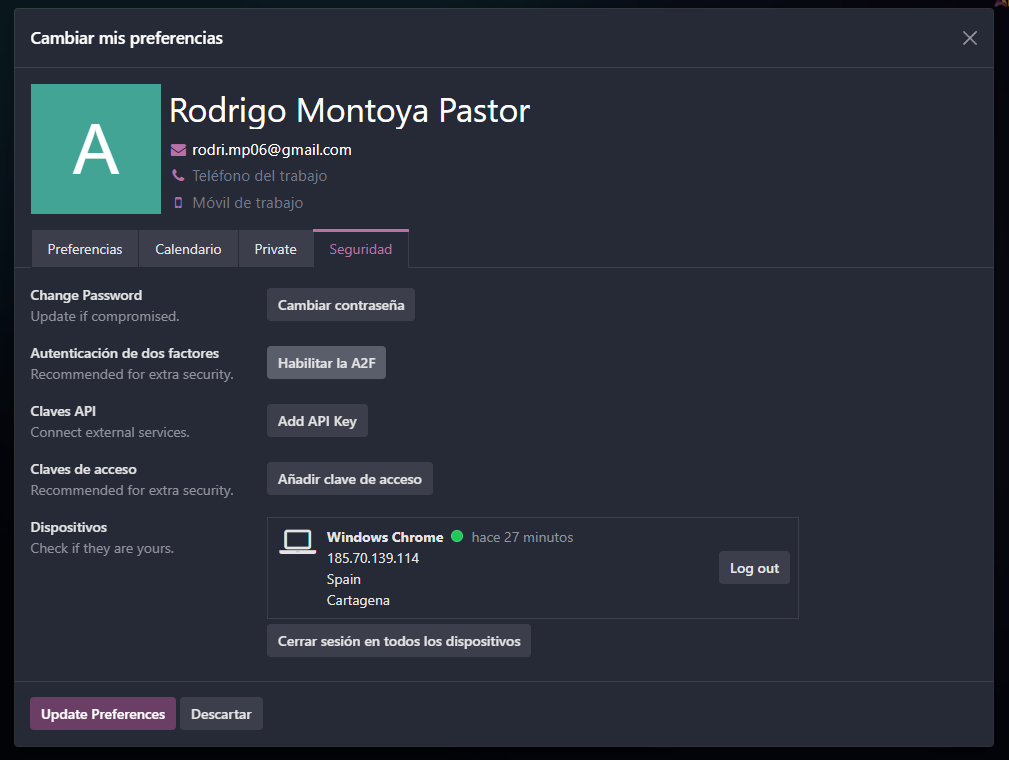 Cambiar mis preferencias
A
Rodrigo Montoya Pastor
rodri.mp06@gmail.com
Teléfono del trabajo
Móvil de trabajo
Preferencias Calendario Private Seguridad
Change Password
Update if compromised.
Cambiar contraseña
Autenticación de dos factores
Recommended for extra security.
Habilitar la A2F
Claves API
Connect external services.
Add API Key
Claves de acceso
Recommended for extra security.
Añadir clave de acceso
Dispositivos
Check if they are yours.
Windows Chrome hace 27 minutos
185.70.139.114
Spain
Cartagena
Log out
Cerrar sesión en todos los dispositivos
Update Preferences Descartar